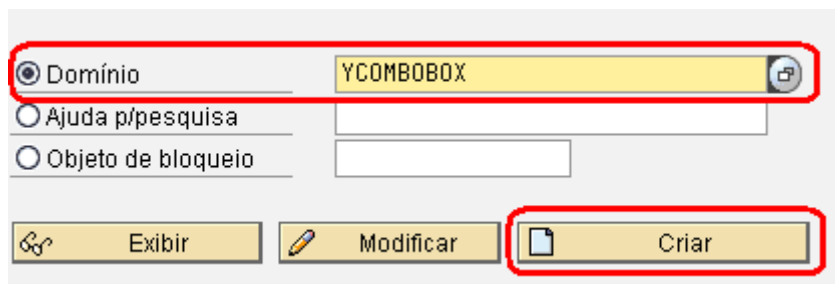 Domínio YCOMBOBOX
Ajuda p/pesquisa
Objeto de bloqueio
Exibir Modificar Criar